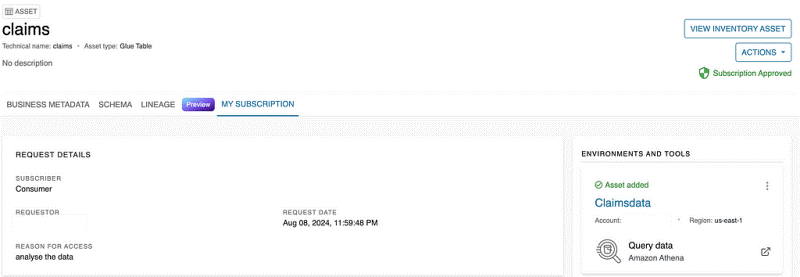 ASSET
claims
Technical name: claims • Asset type: Glue Table
No description
VIEW INVENTORY ASSET
ACTIONS
Subscription Approved
BUSINESS METADATA SCHEMA LINEAGE Preview MY SUBSCRIPTION
REQUEST DETAILS
SUBSCRIBER
Consumer
REQUESTOR
REQUEST DATE
Aug 08, 2024, 11:59:48 PM
REASON FOR ACCESS
analyse the data
ENVIRONMENTS AND TOOLS
Asset added
Claimsdata
Account: • Region: us-east-1
Query data
Amazon Athena